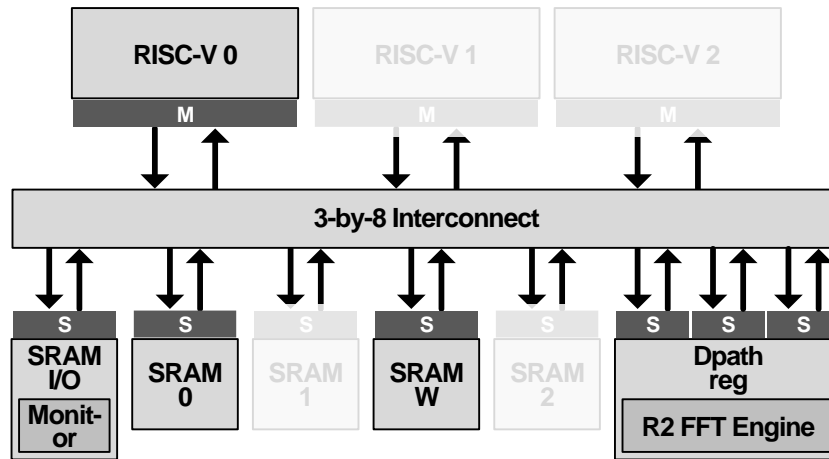 RISC-V 0
RISC-V 1
RISC-V 2
M
M
M
3-by-8 Interconnect
S
S
S
S
S
S
S
S
SRAM
I/O
Monit-
or
SRAM
0
SRAM
1
SRAM
W
SRAM
2
Dpath
reg
R2 FFT Engine